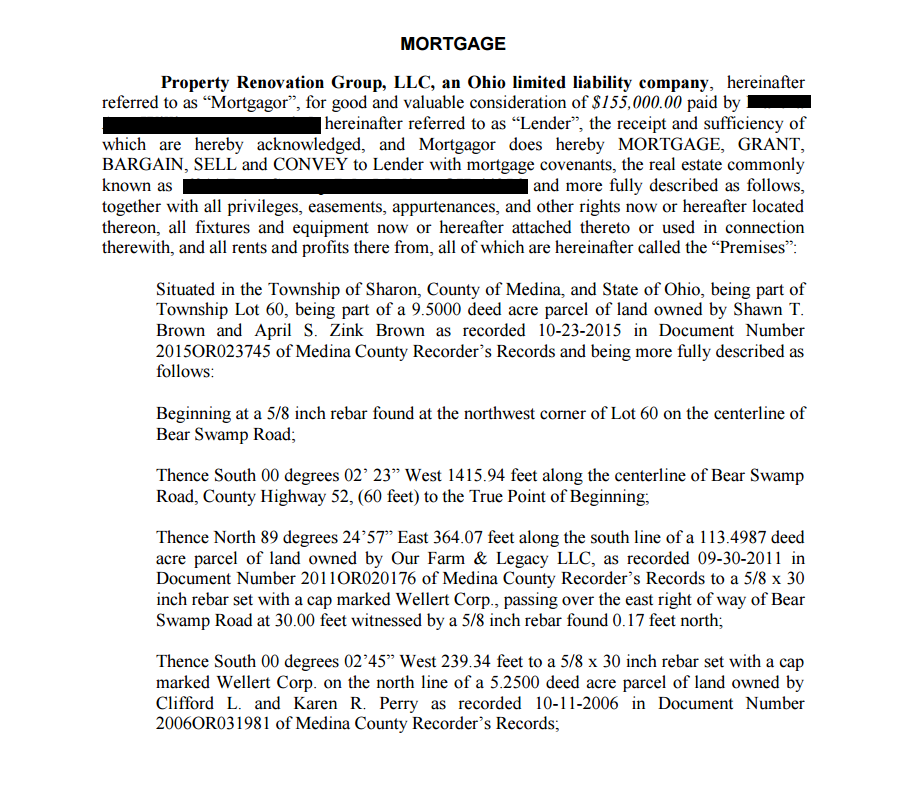 MORTGAGE
Property Renovation Group, LLC, an Ohio limited liability company, hereinafter
referred to as “Mortgagor”, for good and valuable consideration of $155,000.00 paid by
hereinafter referred to as “Lender”, the receipt and sufficiency of
which are hereby acknowledged, and Mortgagor does hereby MORTGAGE, GRANT,
BARGAIN, SELL and CONVEY to Lender with mortgage covenants, the real estate commonly
known as and more fully described as follows,
together with all privileges, easements, appurtenances, and other rights now or hereafter located
thereon, all fixtures and equipment now or hereafter attached thereto or used in connection
therewith, and all rents and profits there from, all of which are hereinafter called the “Premises”:
Situated in the Township of Sharon, County of Medina, and State of Ohio, being part of
Township Lot 60, being part of a 9.5000 deed acre parcel of land owned by Shawn T.
Brown and April S. Zink Brown as recorded 10-23-2015 in Document Number
2015OR023745 of Medina County Recorder’s Records and being more fully described as
follows:
Beginning at a 5/8 inch rebar found at the northwest corner of Lot 60 on the centerline of
Bear Swamp Road;
Thence South 00 degrees 02’ 23” West 1415.94 feet along the centerline of Bear Swamp
Road, County Highway 52, (60 feet) to the True Point of Beginning;
Thence North 89 degrees 24’57” East 364.07 feet along the south line of a 113.4987 deed
acre parcel of land owned by Our Farm & Legacy LLC, as recorded 09-30-2011 in
Document Number 2011OR020176 of Medina County Recorder’s Records to a 5/8 x 30
inch rebar set with a cap marked Wellert Corp., passing over the east right of way of Bear
Swamp Road at 30.00 feet witnessed by a 5/8 inch rebar found 0.17 feet north;
Thence South 00 degrees 02’45” West 239.34 feet to a 5/8 x 30 inch rebar set with a cap
marked Wellert Corp. on the north line of a 5.2500 deed acre parcel of land owned by
Clifford L. and Karen R. Perry as recorded 10-11-2006 in Document Number
2006OR031981 of Medina County Recorder’s Records;